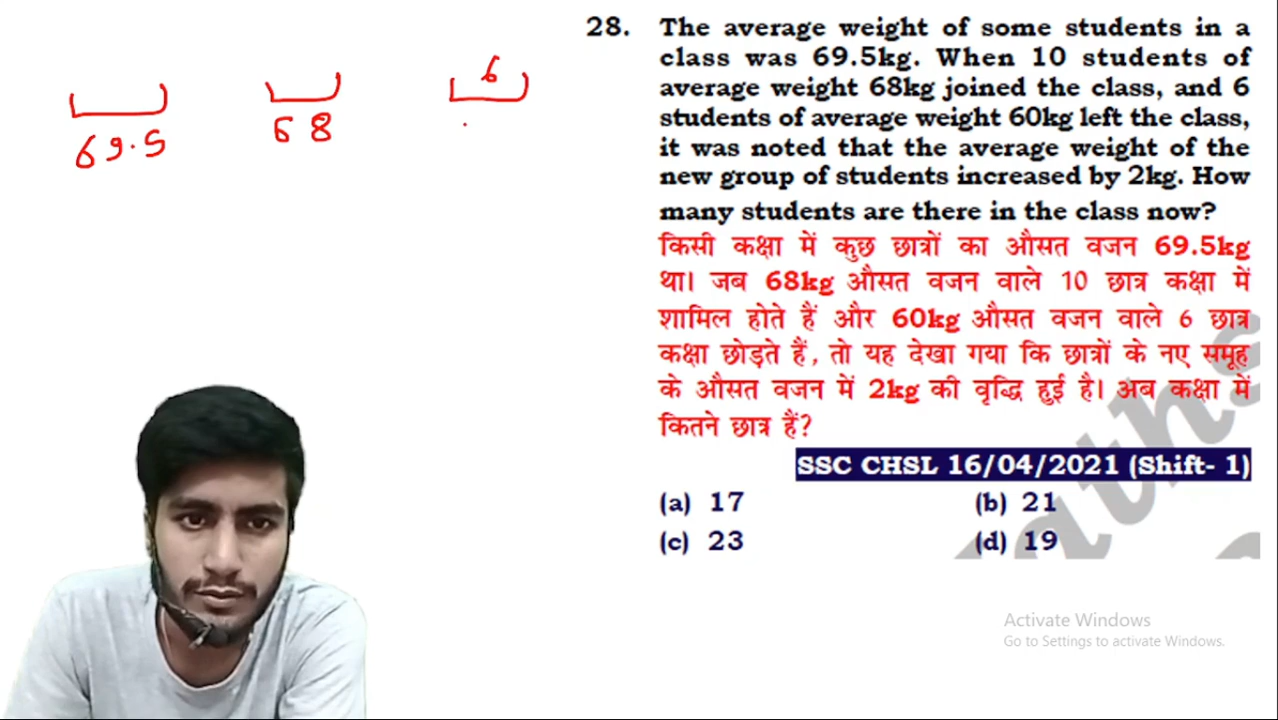 28. The average weight of some students in a
class was 69.5kg. When 10 students of
average weight 68kg joined the class, and 6
students of average weight 60kg left the class,
it was noted that the average weight of the
new group of students increased by 2kg. How
many students are there in the class now?
किसी कक्षा में कुछ छात्रों का औसत वजन 69.5kg
था। जब 68kg औसत वजन वाले 10 छात्र कक्षा में
शामिल होते हैं और 60kg औसत वजन वाले 6 छात्र
कक्षा छोड़ते हैं, तो यह देखा गया कि छात्रों के नए समूह
के औसत वजन में 2kg की वृद्धि हुई है। अब कक्षा में
कितने छात्र हैं?
SSC CHSL 16/04/2021 (Shift- 1)
(a) 17 (b) 21
(c) 23 (d) 19
6
69.5 68
Activate Windows
Go to Settings to activate Windows.